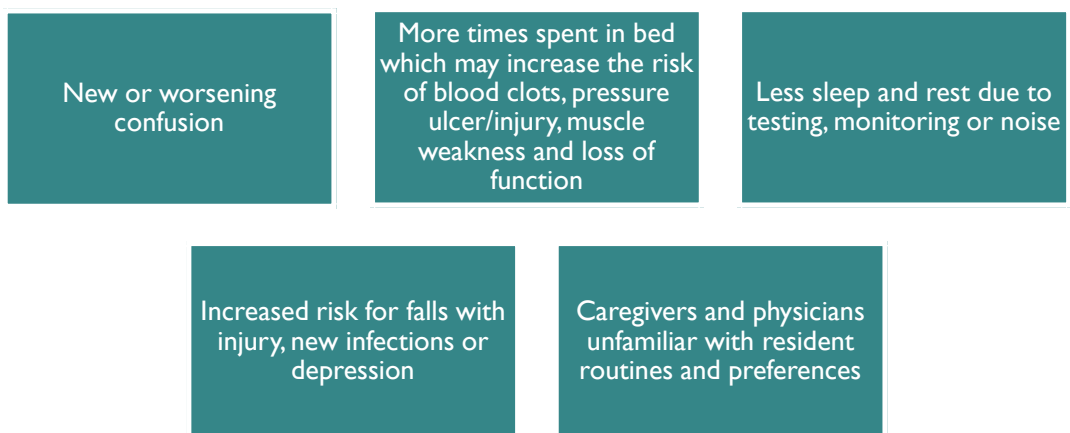 New or worsening
confusion
More times spent in bed
which may increase the risk
of blood clots, pressure
ulcer/injury, muscle
weakness and loss of
function
Less sleep and rest due to
testing, monitoring or noise
Increased risk for falls with
injury, new infections or
depression
Caregivers and physicians
unfamiliar with resident
routines and preferences